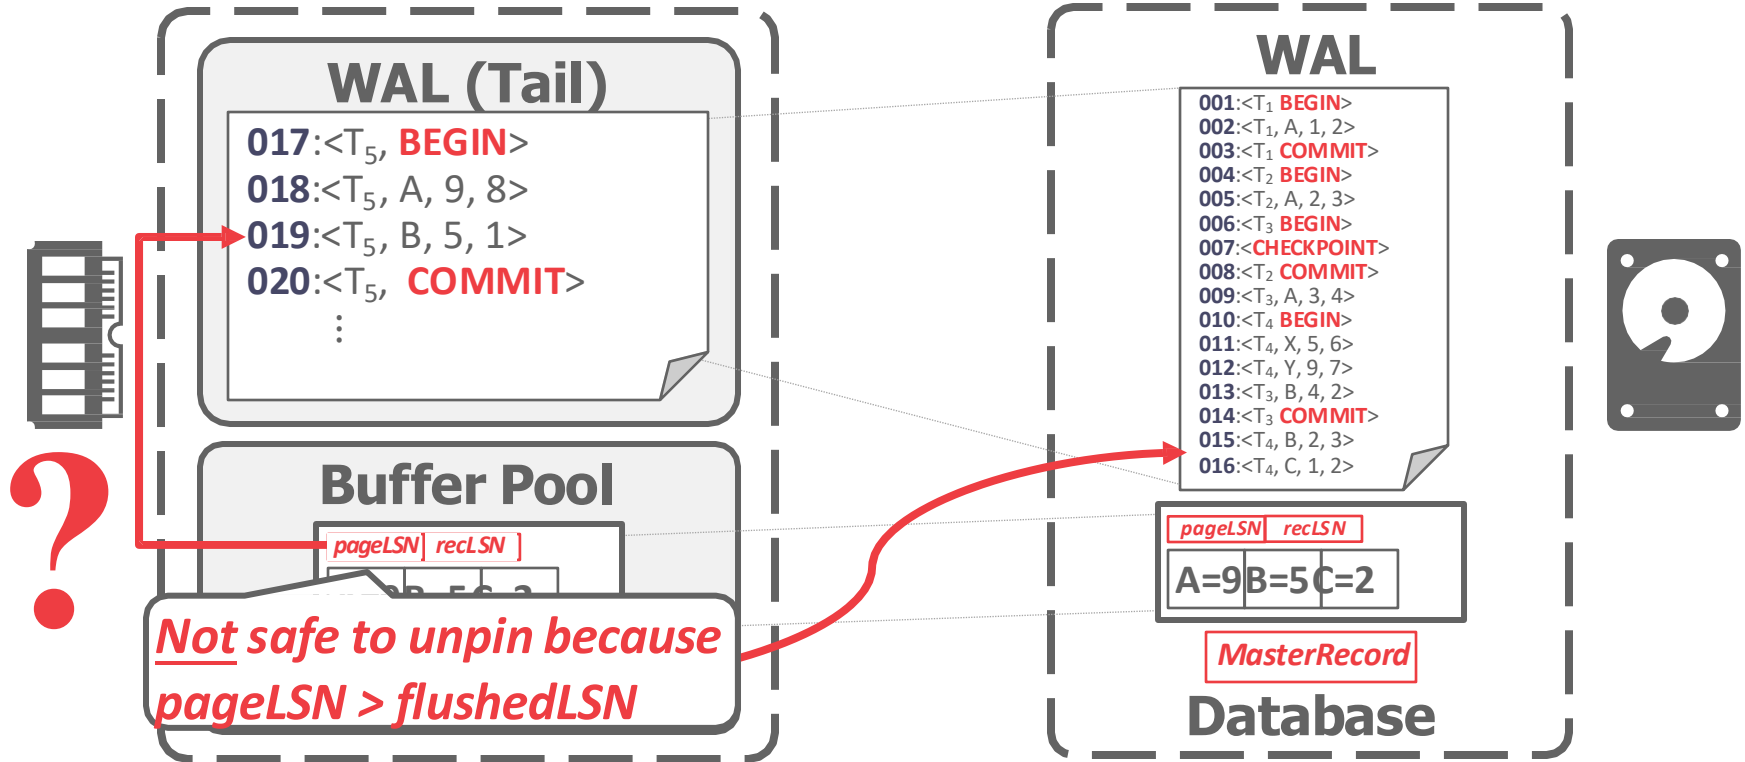 WAL (Tail)
017:<T5, BEGIN>
018:<T5, A, 9, 8>
019:<T5, B, 5, 1>
020:<T5, COMMIT>
⋮
Buffer Pool
pageLSN recLSN
?
Not safe to unpin because
pageLSN > flushedLSN
WAL
001:<T1 BEGIN>
002:<T1, A, 1, 2>
003:<T1 COMMIT>
004:<T2 BEGIN>
005:<T2, A, 2, 3>
006:<T3 BEGIN>
007:<CHECKPOINT>
008:<T2 COMMIT>
009:<T3, A, 3, 4>
010:<T4 BEGIN>
011:<T4, X, 5, 6>
012:<T4, Y, 9, 7>
013:<T3, B, 4, 2>
014:<T3 COMMIT>
015:<T4, B, 2, 3>
016:<T4, C, 1, 2>
pageLSN recLSN
A=9 B=5 C=2
MasterRecord
Database